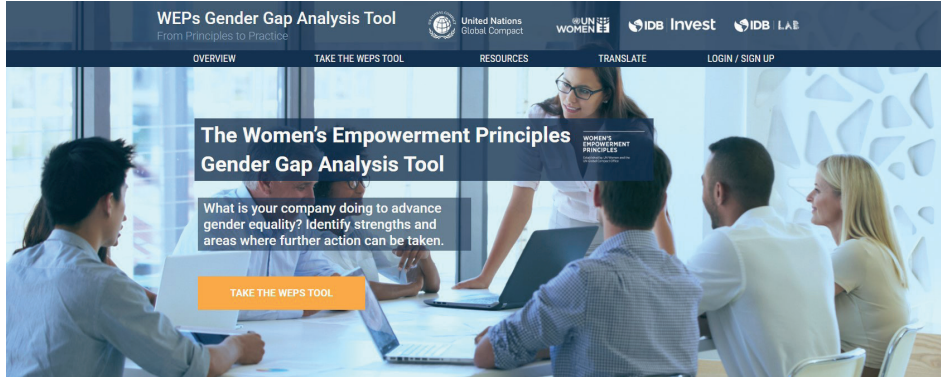 WEPs Gender Gap Analysis Tool
From Principles to Practice
United Nations
Global Compact
UN
WOMEN
IDB Invest
IDB LAB
OVERVIEW
TAKE THE WEPS TOOL
RESOURCES
TRANSLATE
LOGIN / SIGN UP
The Women's Empowerment Principles
Gender Gap Analysis Tool
WOMEN'S
EMPOWERMENT
PRINCIPLES
What is your company doing to advance
gender equality? Identify strengths and
areas where further action can be taken.
TAKE THE WEPS TOOL